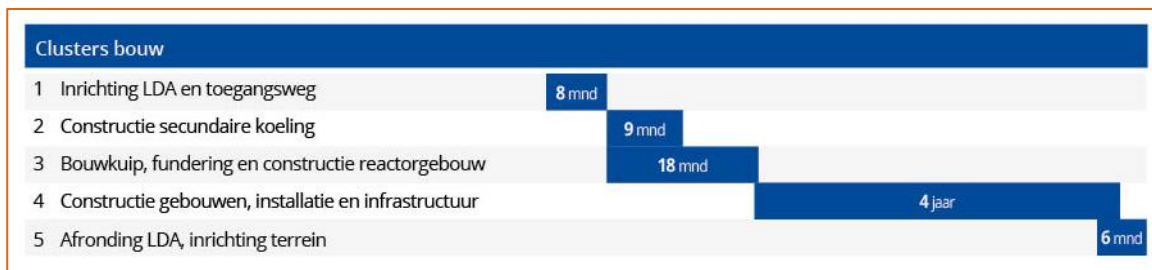 Clusters bouw
1 Inrichting LDA en toegangsweg 8 mnd
2 Constructie secundaire koeling 9 mnd
3 Bouwkuip, fundering en constructie reactorgebouw 18 mnd
4 Constructie gebouwen, installatie en infrastructuur 4 jaar
5 Afronding LDA, inrichting terrein 6 mnd